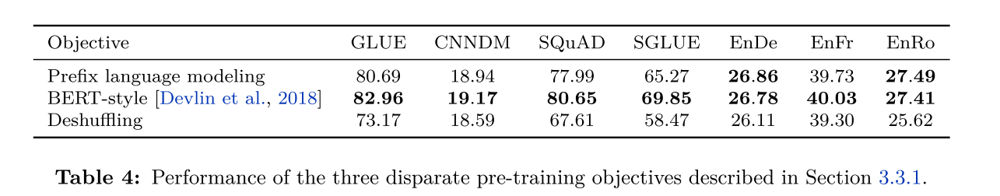 Objective GLUE CNNDM SQuAD SGLUE EnDe EnFr EnRo
Prefix language modeling 80.69 18.94 77.99 65.27 26.86 39.73 27.49
BERT-style [Devlin et al., 2018] 82.96 19.17 80.65 69.85 26.78 40.03 27.41
Deshuffling 73.17 18.59 67.61 58.47 26.11 39.30 25.62
Table 4: Performance of the three disparate pre-training objectives described in Section 3.3.1.